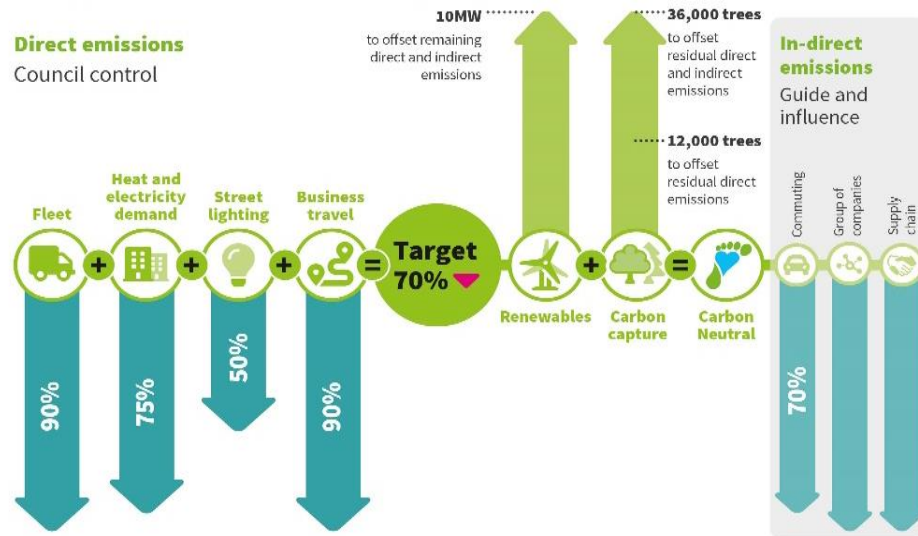 Direct emissions
Council control
10MW
to offset remaining
direct and indirect
emissions
36,000 trees
to offset
residual direct
and indirect
emissions
12,000 trees
to offset
residual direct
emissions
In-direct
emissions
Guide and
influence
Fleet
+
Heat and
electricity
demand
+
Street
lighting
+
Business
travel
=
Target
70%
Renewables
+
Carbon
capture
=
Carbon
Neutral
Commuting
Group of
companies
Supply
chain
90%
75%
50%
90%
70%